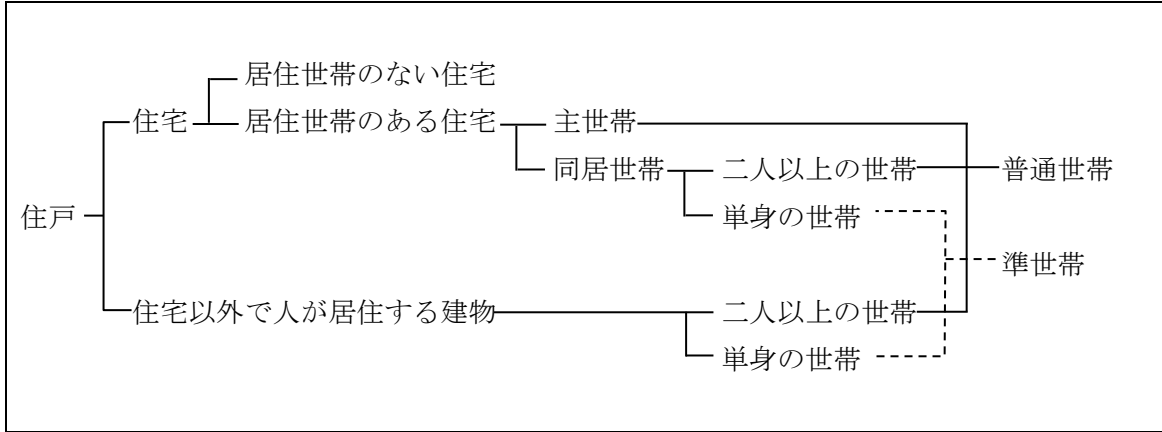 居住世帯のない住宅
住宅 居住世帯のある住宅 主世帯
同居世帯 二人以上の世帯 普通世帯
住戸 単身の世帯
準世帯
住宅以外で人が居住する建物 二人以上の世帯
単身の世帯